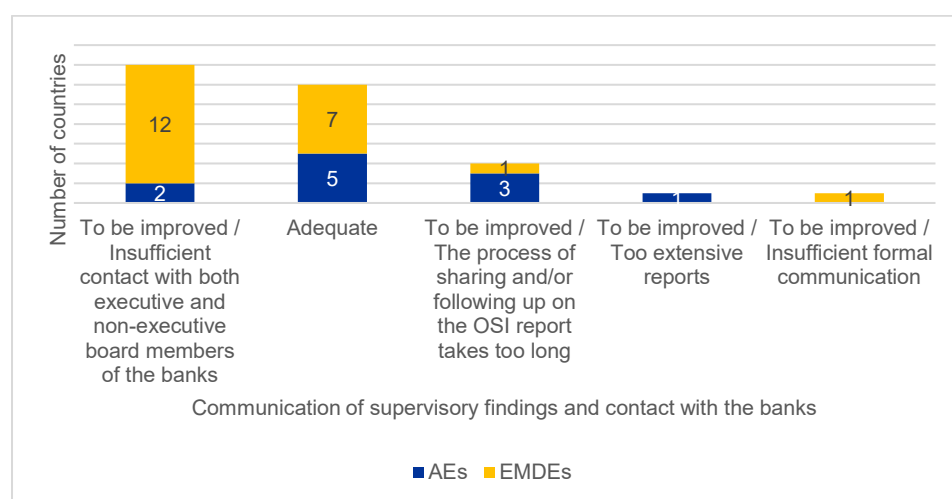 Number of countries
12
2
7
5
1
3
1
1
To be improved /
Insufficient
contact with both
executive and
non-executive
board members
of the banks
Adequate
To be improved /
The process of
sharing and/or
following up on
the OSI report
takes too long
To be improved /
Too extensive
reports
To be improved /
Insufficient formal
communication
Communication of supervisory findings and contact with the banks
AEs
EMDEs